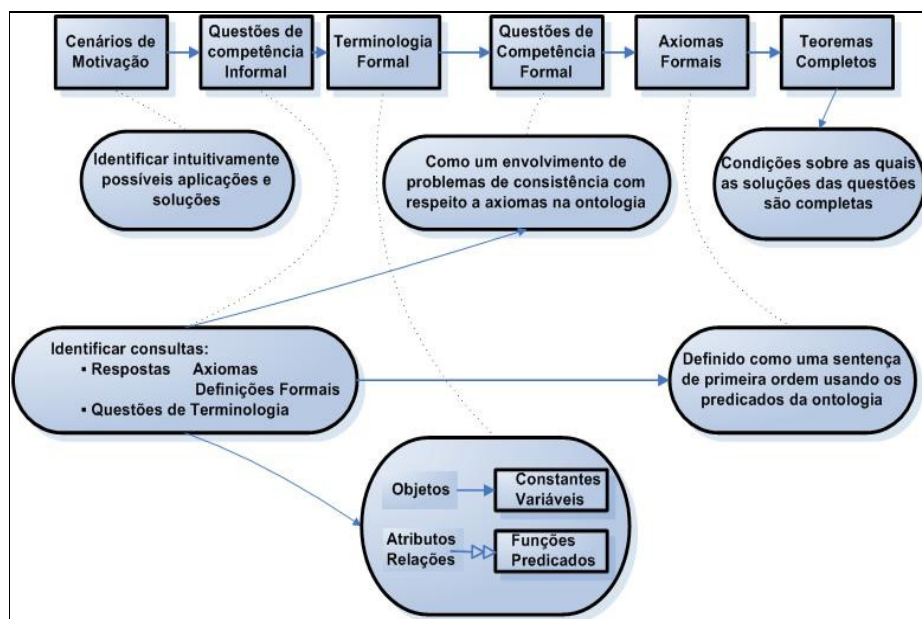 Cenários de
Motivação
Questões de
competência
Informal
Terminologia
Formal
Questões de
Competência
Formal
Axiomas
Formais
Teoremas
Completos
Identificar intuitivamente
possíveis aplicações e
soluções
Como um envolvimento de
problemas de consistência com
respeito a axiomas na ontologia
Condições sobre as quais
as soluções das questões
são completas
Identificar consultas:
▪ Respostas Axiomas
Definições Formais
▪ Questões de Terminologia
Definido como uma sentença
de primeira ordem usando os
predicados da ontologia
Objetos
Constantes
Variáveis
Atributos
Relações
Funções
Predicados